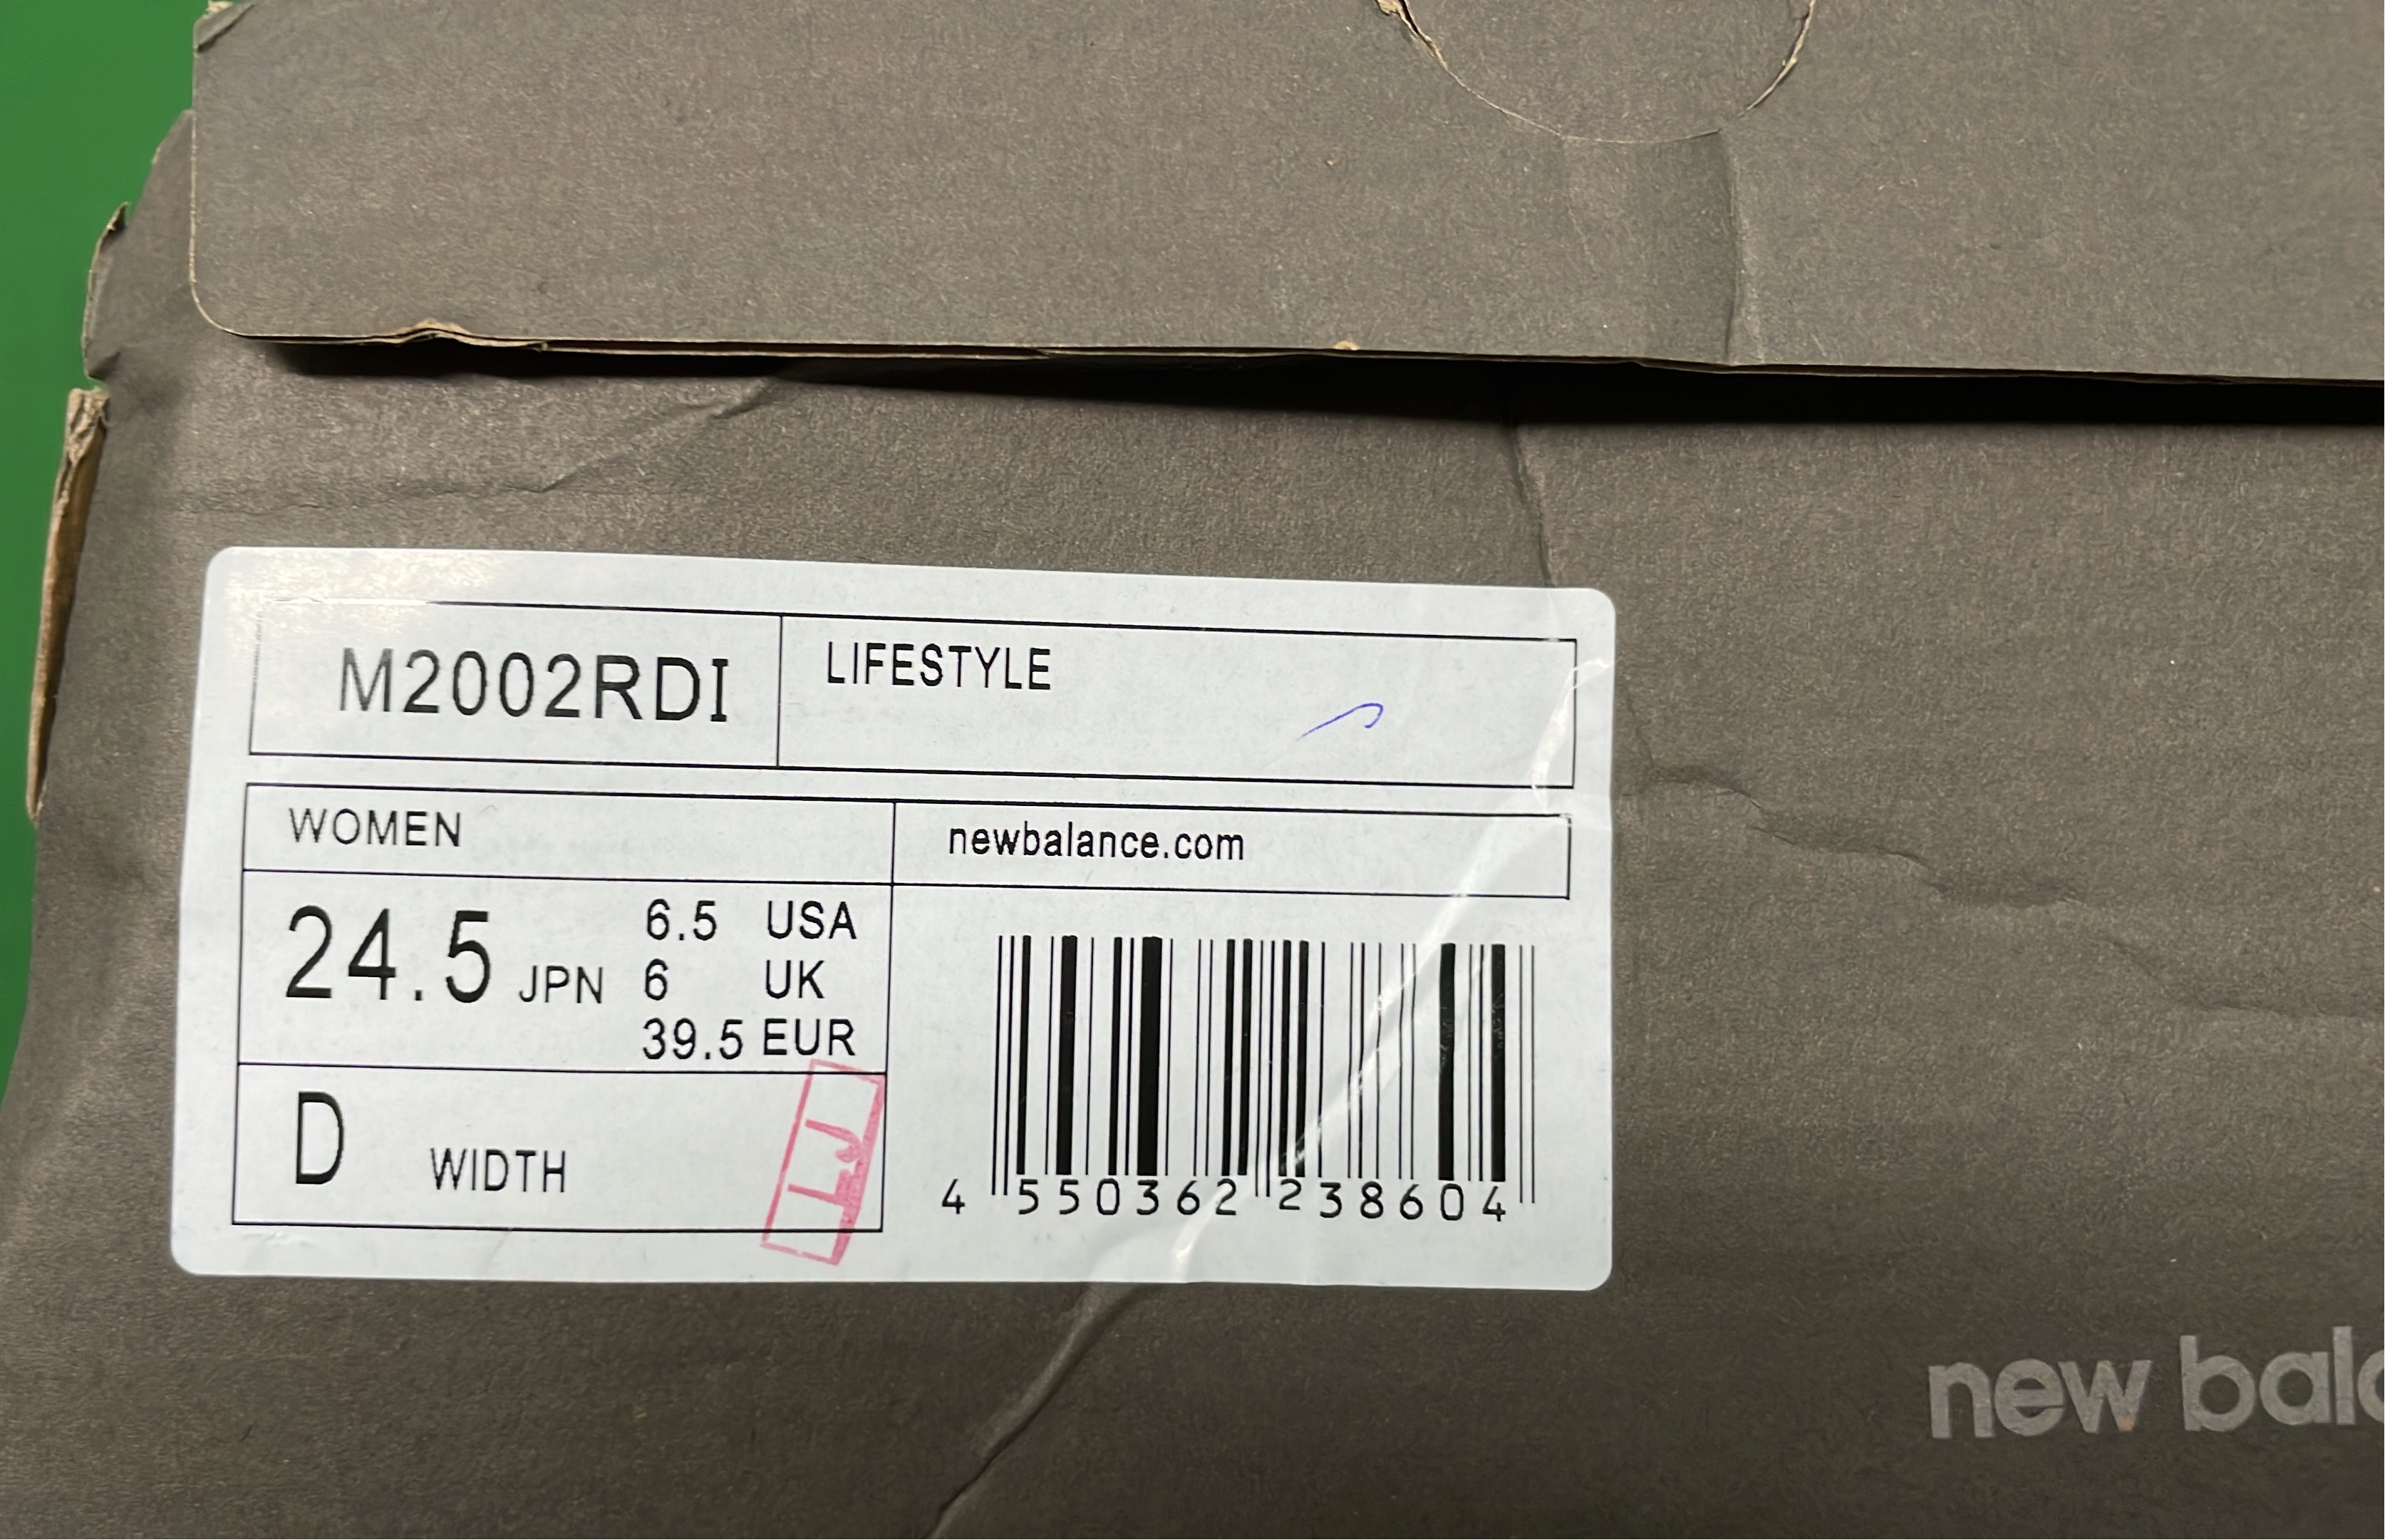 M2002RDI
LIFESTYLE
WOMEN
newbalance.com
24.5 JPN
6.5 USA
6 UK
39.5 EUR
D WIDTH
4 550362 238604
new bala